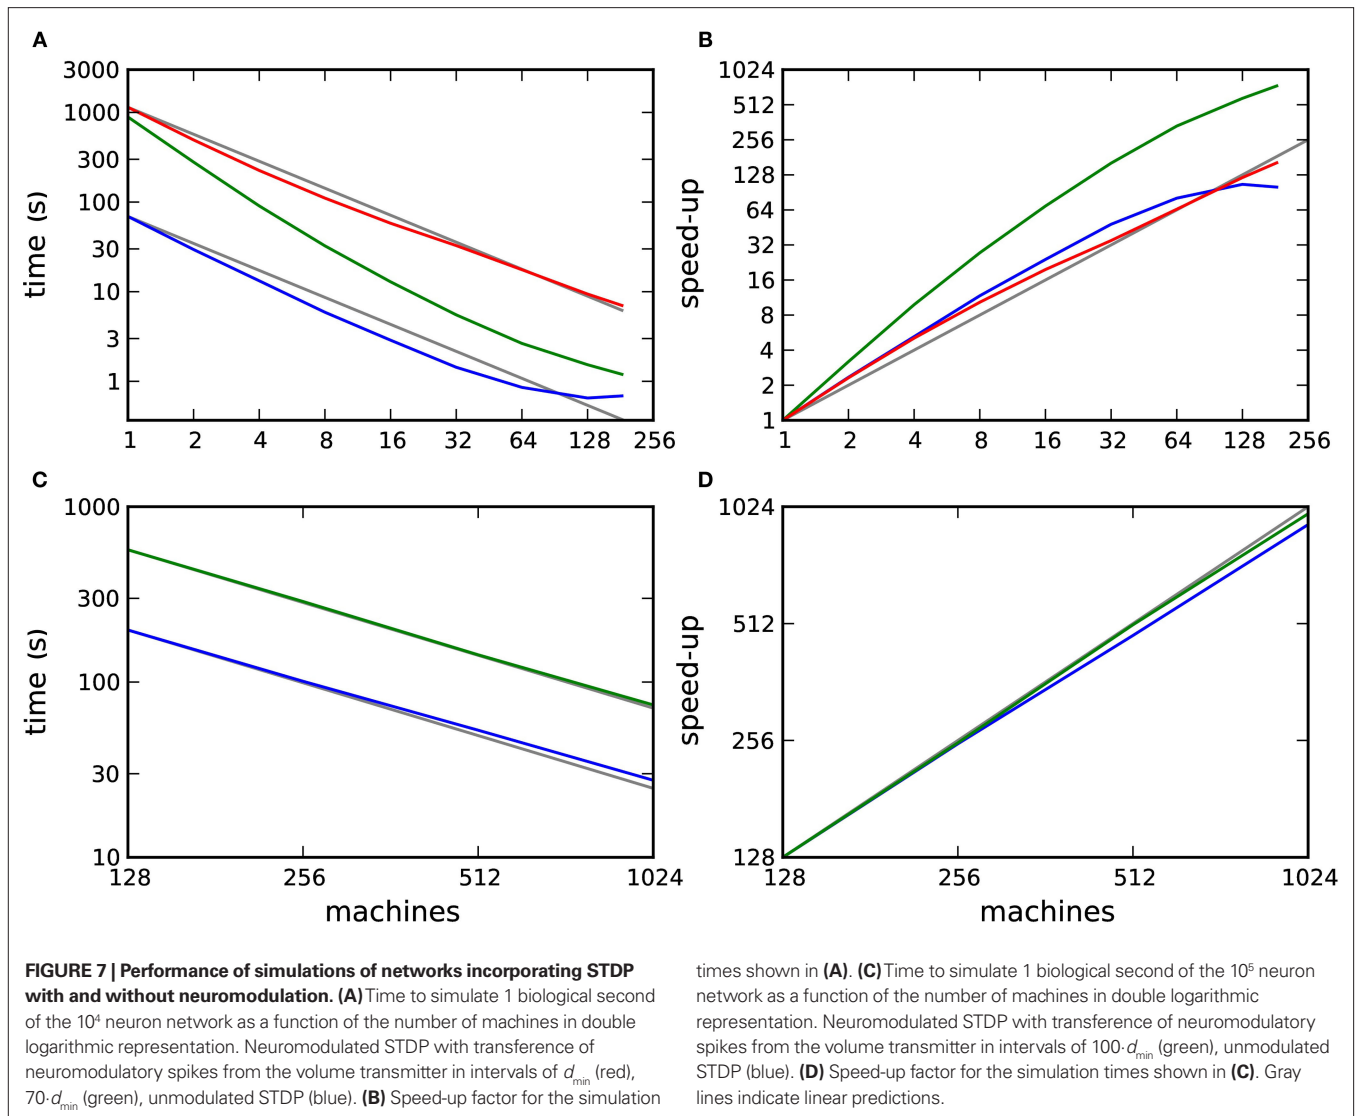 A
3000
1000
300
100
30
10
3
1
time (s)
1 2 4 8 16 32 64 128 256
B
1024
512
256
128
64
32
16
8
4
2
1
speed-up
1 2 4 8 16 32 64 128 256
C
1000
300
100
30
10
time (s)
128 256 512 1024
machines
D
1024
512
256
128
speed-up
128 256 512 1024
machines
FIGURE 7 | Performance of simulations of networks incorporating STDP
with and without neuromodulation. (A) Time to simulate 1 biological second
of the 10⁴ neuron network as a function of the number of machines in double
logarithmic representation. Neuromodulated STDP with transference of
neuromodulatory spikes from the volume transmitter in intervals of d_min (red),
70·d_min (green), unmodulated STDP (blue). (B) Speed-up factor for the simulation
times shown in (A). (C) Time to simulate 1 biological second of the 10⁵ neuron
network as a function of the number of machines in double logarithmic
representation. Neuromodulated STDP with transference of neuromodulatory
spikes from the volume transmitter in intervals of 100·d_min (green), unmodulated
STDP (blue). (D) Speed-up factor for the simulation times shown in (C). Gray
lines indicate linear predictions.